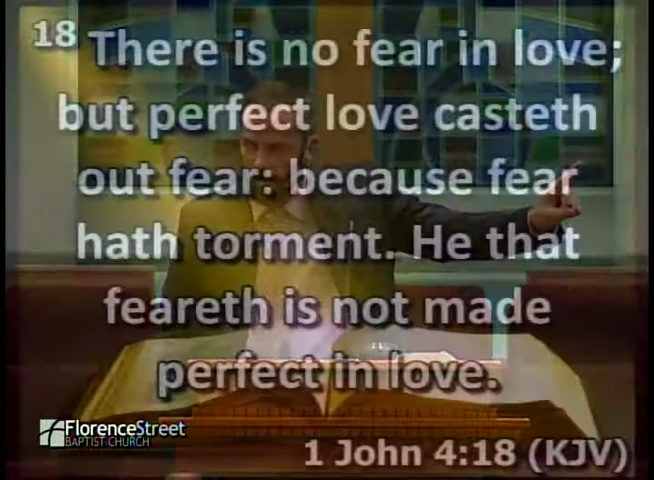 18 There is no fear in love;
but perfect love casteth
out fear: because fear
hath torment. He that
feareth is not made
perfect in love.
FlorenceStreet
BAPTIST CHURCH
1 John 4:18 (KJV)